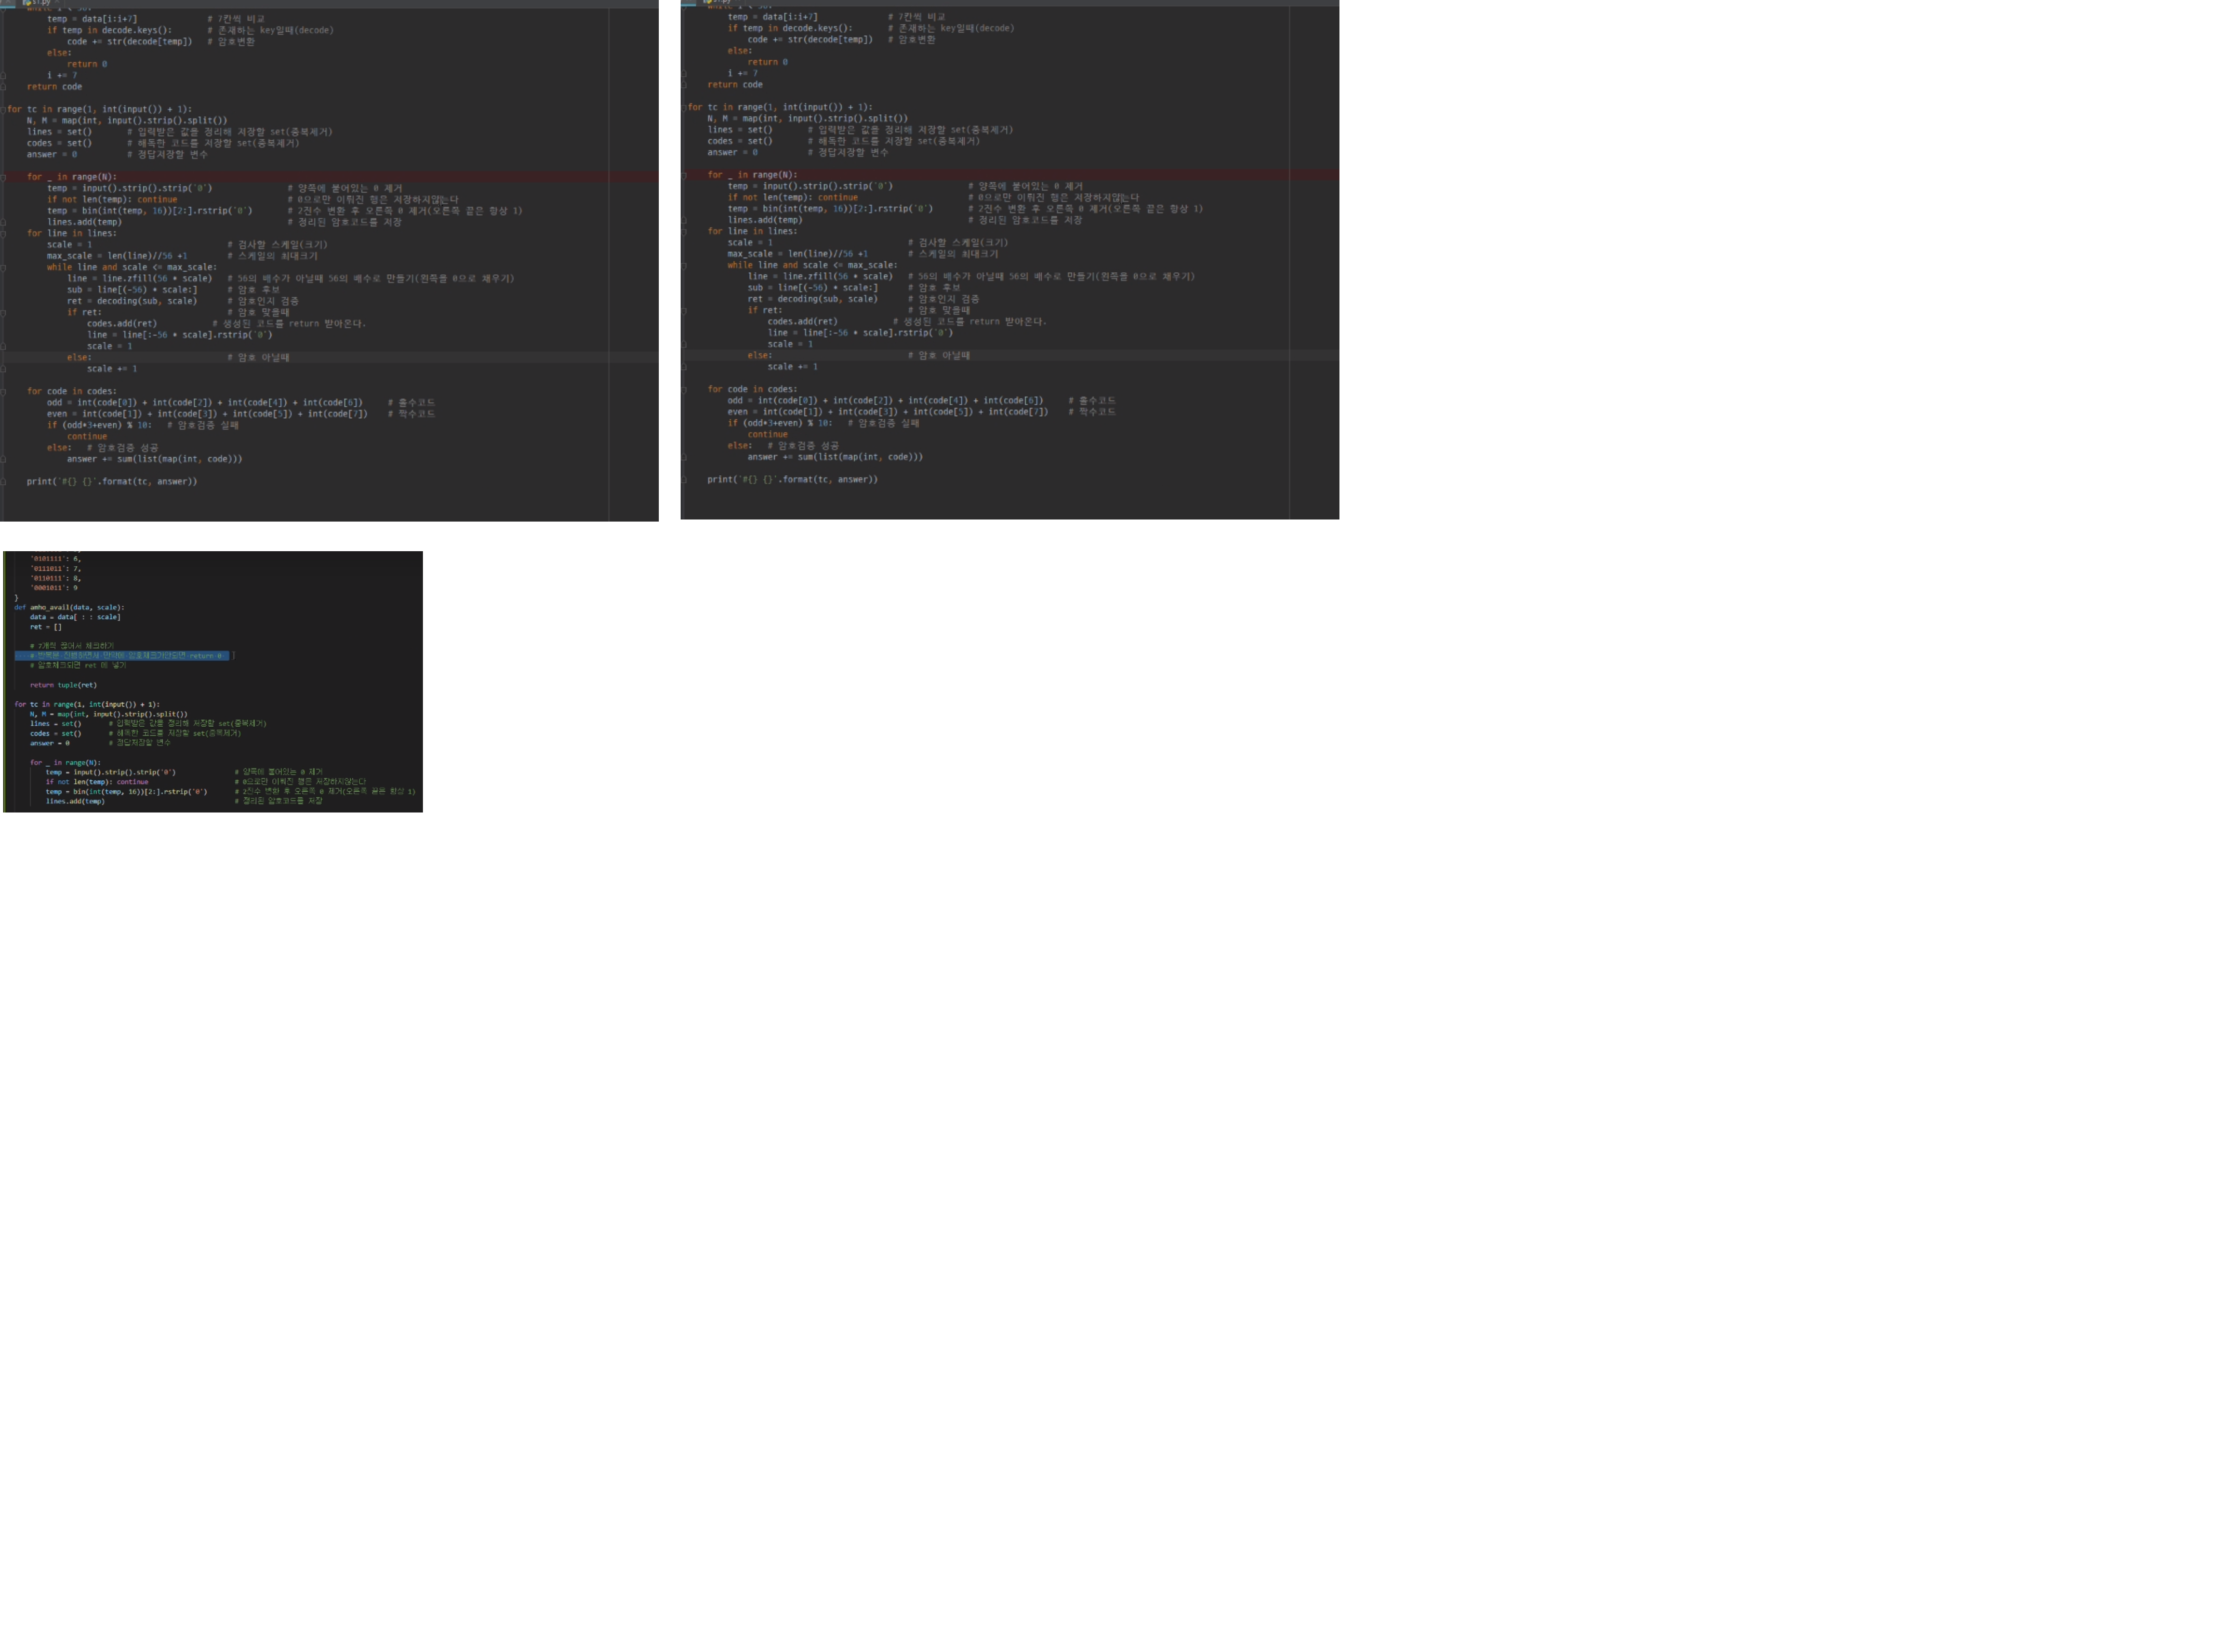 s1.py
temp = data[i:i+7] # 7칸씩 비교
if temp in decode.keys(): # 존재하는 key일때(decode)
code += str(decode[temp]) # 암호변환
else:
return 0
i += 7
return code
for tc in range(1, int(input()) + 1):
N, M = map(int, input().strip().split())
lines = set() # 입력받은 값을 정리해 저장할 set(중복제거)
codes = set() # 해독한 코드를 저장할 set(중복제거)
answer = 0 # 정답저장할 변수
for _ in range(N):
temp = input().strip().strip('0') # 양쪽에 붙어있는 0 제거
if not len(temp): continue # 0으로만 이뤄진 행은 저장하지않는다
temp = bin(int(temp, 16))[2:].rstrip('0') # 2진수 변환 후 오른쪽 0 제거(오른쪽 끝은 항상 1)
lines.add(temp) # 정리된 암호코드를 저장
for line in lines:
scale = 1 # 검사할 스케일(크기)
max_scale = len(line)//56 +1 # 스케일의 최대크기
while line and scale <= max_scale:
line = line.zfill(56 * scale) # 56의 배수가 아닐때 56의 배수로 만들기(왼쪽을 0으로 채우기)
sub = line[(-56) * scale:] # 암호 후보
ret = decoding(sub, scale) # 암호인지 검증
if ret: # 암호 맞을때
codes.add(ret) # 생성된 코드를 return 받아온다.
line = line[:-56 * scale].rstrip('0')
scale = 1
else: # 암호 아닐때
scale += 1
for code in codes:
odd = int(code[0]) + int(code[2]) + int(code[4]) + int(code[6]) # 홀수코드
even = int(code[1]) + int(code[3]) + int(code[5]) + int(code[7]) # 짝수코드
if (odd*3+even) % 10: # 암호검증 실패
continue
else: # 암호검증 성공
answer += sum(list(map(int, code)))
print('#{} {}'.format(tc, answer))
temp = data[i:i+7] # 7칸씩 비교
if temp in decode.keys(): # 존재하는 key일때(decode)
code += str(decode[temp]) # 암호변환
else:
return 0
i += 7
return code
for tc in range(1, int(input()) + 1):
N, M = map(int, input().strip().split())
lines = set() # 입력받은 값을 정리해 저장할 set(중복제거)
codes = set() # 해독한 코드를 저장할 set(중복제거)
answer = 0 # 정답저장할 변수
for _ in range(N):
temp = input().strip().strip('0') # 양쪽에 붙어있는 0 제거
if not len(temp): continue # 0으로만 이뤄진 행은 저장하지않는다
temp = bin(int(temp, 16))[2:].rstrip('0') # 2진수 변환 후 오른쪽 0 제거(오른쪽 끝은 항상 1)
lines.add(temp) # 정리된 암호코드를 저장
for line in lines:
scale = 1 # 검사할 스케일(크기)
max_scale = len(line)//56 +1 # 스케일의 최대크기
while line and scale <= max_scale:
line = line.zfill(56 * scale) # 56의 배수가 아닐때 56의 배수로 만들기(왼쪽을 0으로 채우기)
sub = line[(-56) * scale:] # 암호 후보
ret = decoding(sub, scale) # 암호인지 검증
if ret: # 암호 맞을때
codes.add(ret) # 생성된 코드를 return 받아온다.
line = line[:-56 * scale].rstrip('0')
scale = 1
else: # 암호 아닐때
scale += 1
for code in codes:
odd = int(code[0]) + int(code[2]) + int(code[4]) + int(code[6]) # 홀수코드
even = int(code[1]) + int(code[3]) + int(code[5]) + int(code[7]) # 짝수코드
if (odd*3+even) % 10: # 암호검증 실패
continue
else: # 암호검증 성공
answer += sum(list(map(int, code)))
print('#{} {}'.format(tc, answer))
'0101111': 6,
'0111011': 7,
'0110111': 8,
'0001011': 9
}
def amho_avail(data, scale):
data = data[ : : scale]
ret = []
# 7개씩 끊어서 체크하기
# 반복문 진행하면서 만약에 암호체크가안되면 return 0
# 암호체크되면 ret 에 넣기
return tuple(ret)
for tc in range(1, int(input()) + 1):
N, M = map(int, input().strip().split())
lines = set() # 입력받은 값을 정리해 저장할 set(중복제거)
codes = set() # 해독한 코드를 저장할 set(중복제거)
answer = 0 # 정답저장할 변수
for _ in range(N):
temp = input().strip().strip('0') # 양쪽에 붙어있는 0 제거
if not len(temp): continue # 0으로만 이뤄진 행은 저장하지않는다
temp = bin(int(temp, 16))[2:].rstrip('0') # 2진수 변환 후 오른쪽 0 제거(오른쪽 끝은 항상 1)
lines.add(temp) # 정리된 암호코드를 저장